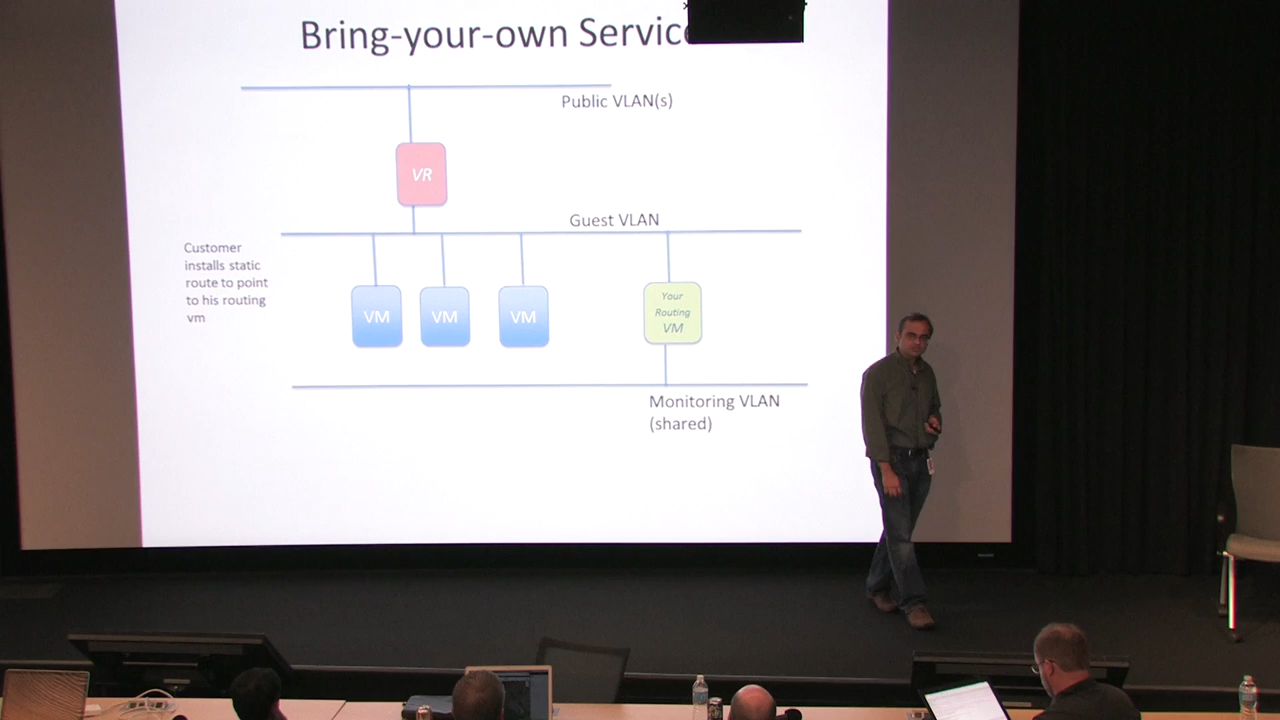 Bring-your-own Service
Public VLAN(s)
VR
Guest VLAN
Customer
installs static
route to point
to his routing
vm
VM
VM
VM
Your
Routing
VM
Monitoring VLAN
(shared)